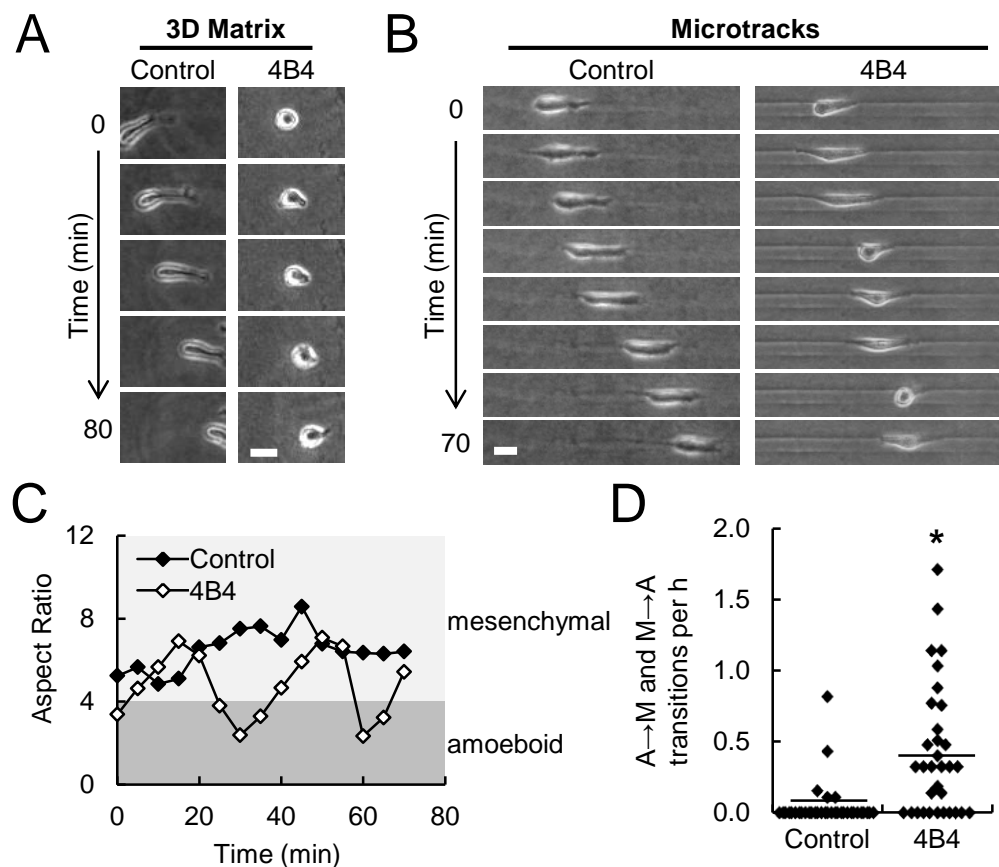 A
3D Matrix
Control 4B4
0
Time (min)
80
B
Microtracks
Control 4B4
0
Time (min)
70
C
12
8
4
0
Aspect Ratio
Control
4B4
mesenchymal
amoeboid
0 20 40 60 80
Time (min)
D
2.0
1.5
1.0
0.5
0.0
A→M and M→A
transitions per h
*
Control 4B4